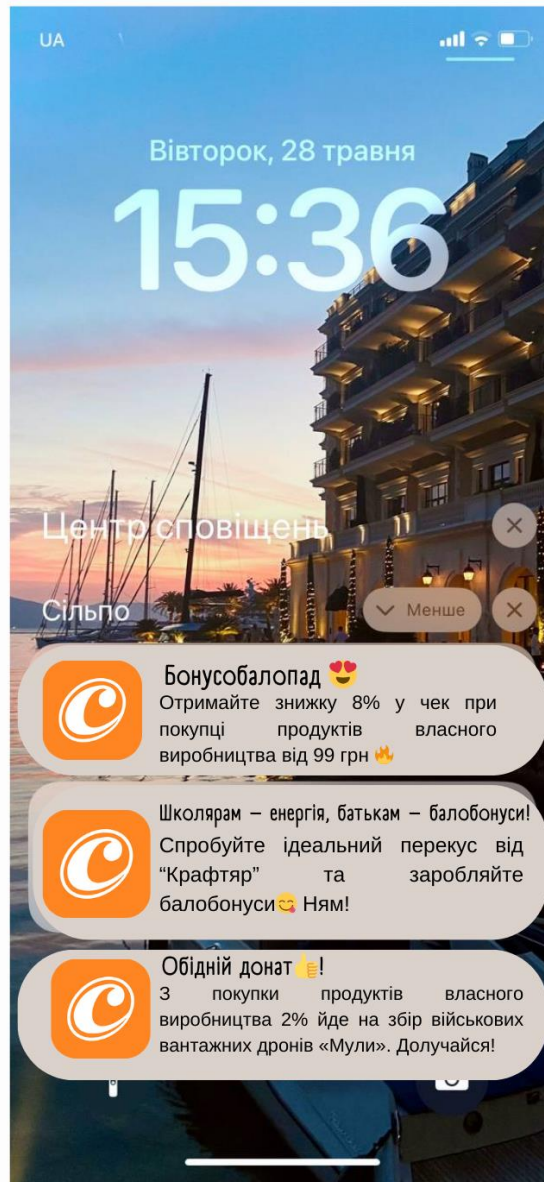 UA
Вівторок, 28 травня
15:36
Центр сповіщень
Сільпо
Менше
Бонусобалопад 😍
Отримайте знижку 8% у чек при
покупці продуктів власного
виробництва від 99 грн 🔥
Школярам – енергія, батькам – балобонуси!
Спробуйте ідеальний перекус від
“Крафтяр” та заробляйте
балобонуси😋 Ням!
Обідній донат👍!
З покупки продуктів власного
виробництва 2% йде на збір військових
вантажних дронів «Мули». Долучайся!